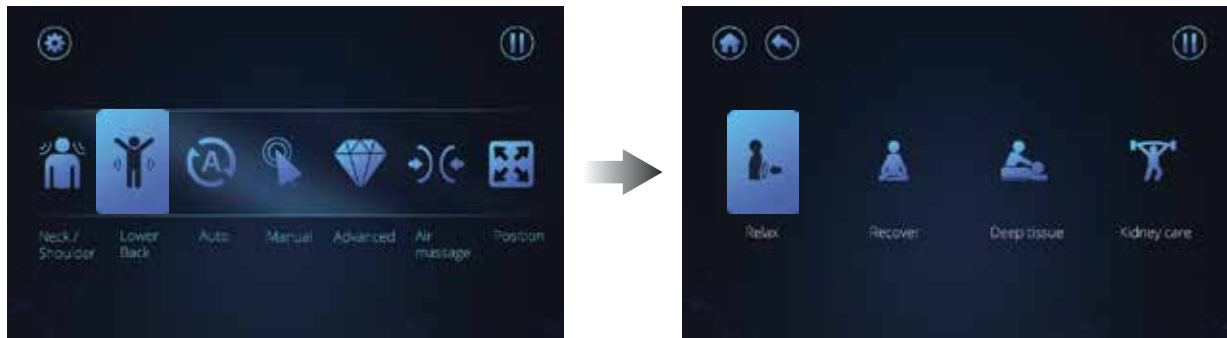 Neck / Shoulder
Lower Back
Auto
Manual
Advanced
Air massage
Position
A
Relax
Recover
Deep tissue
Kidney care